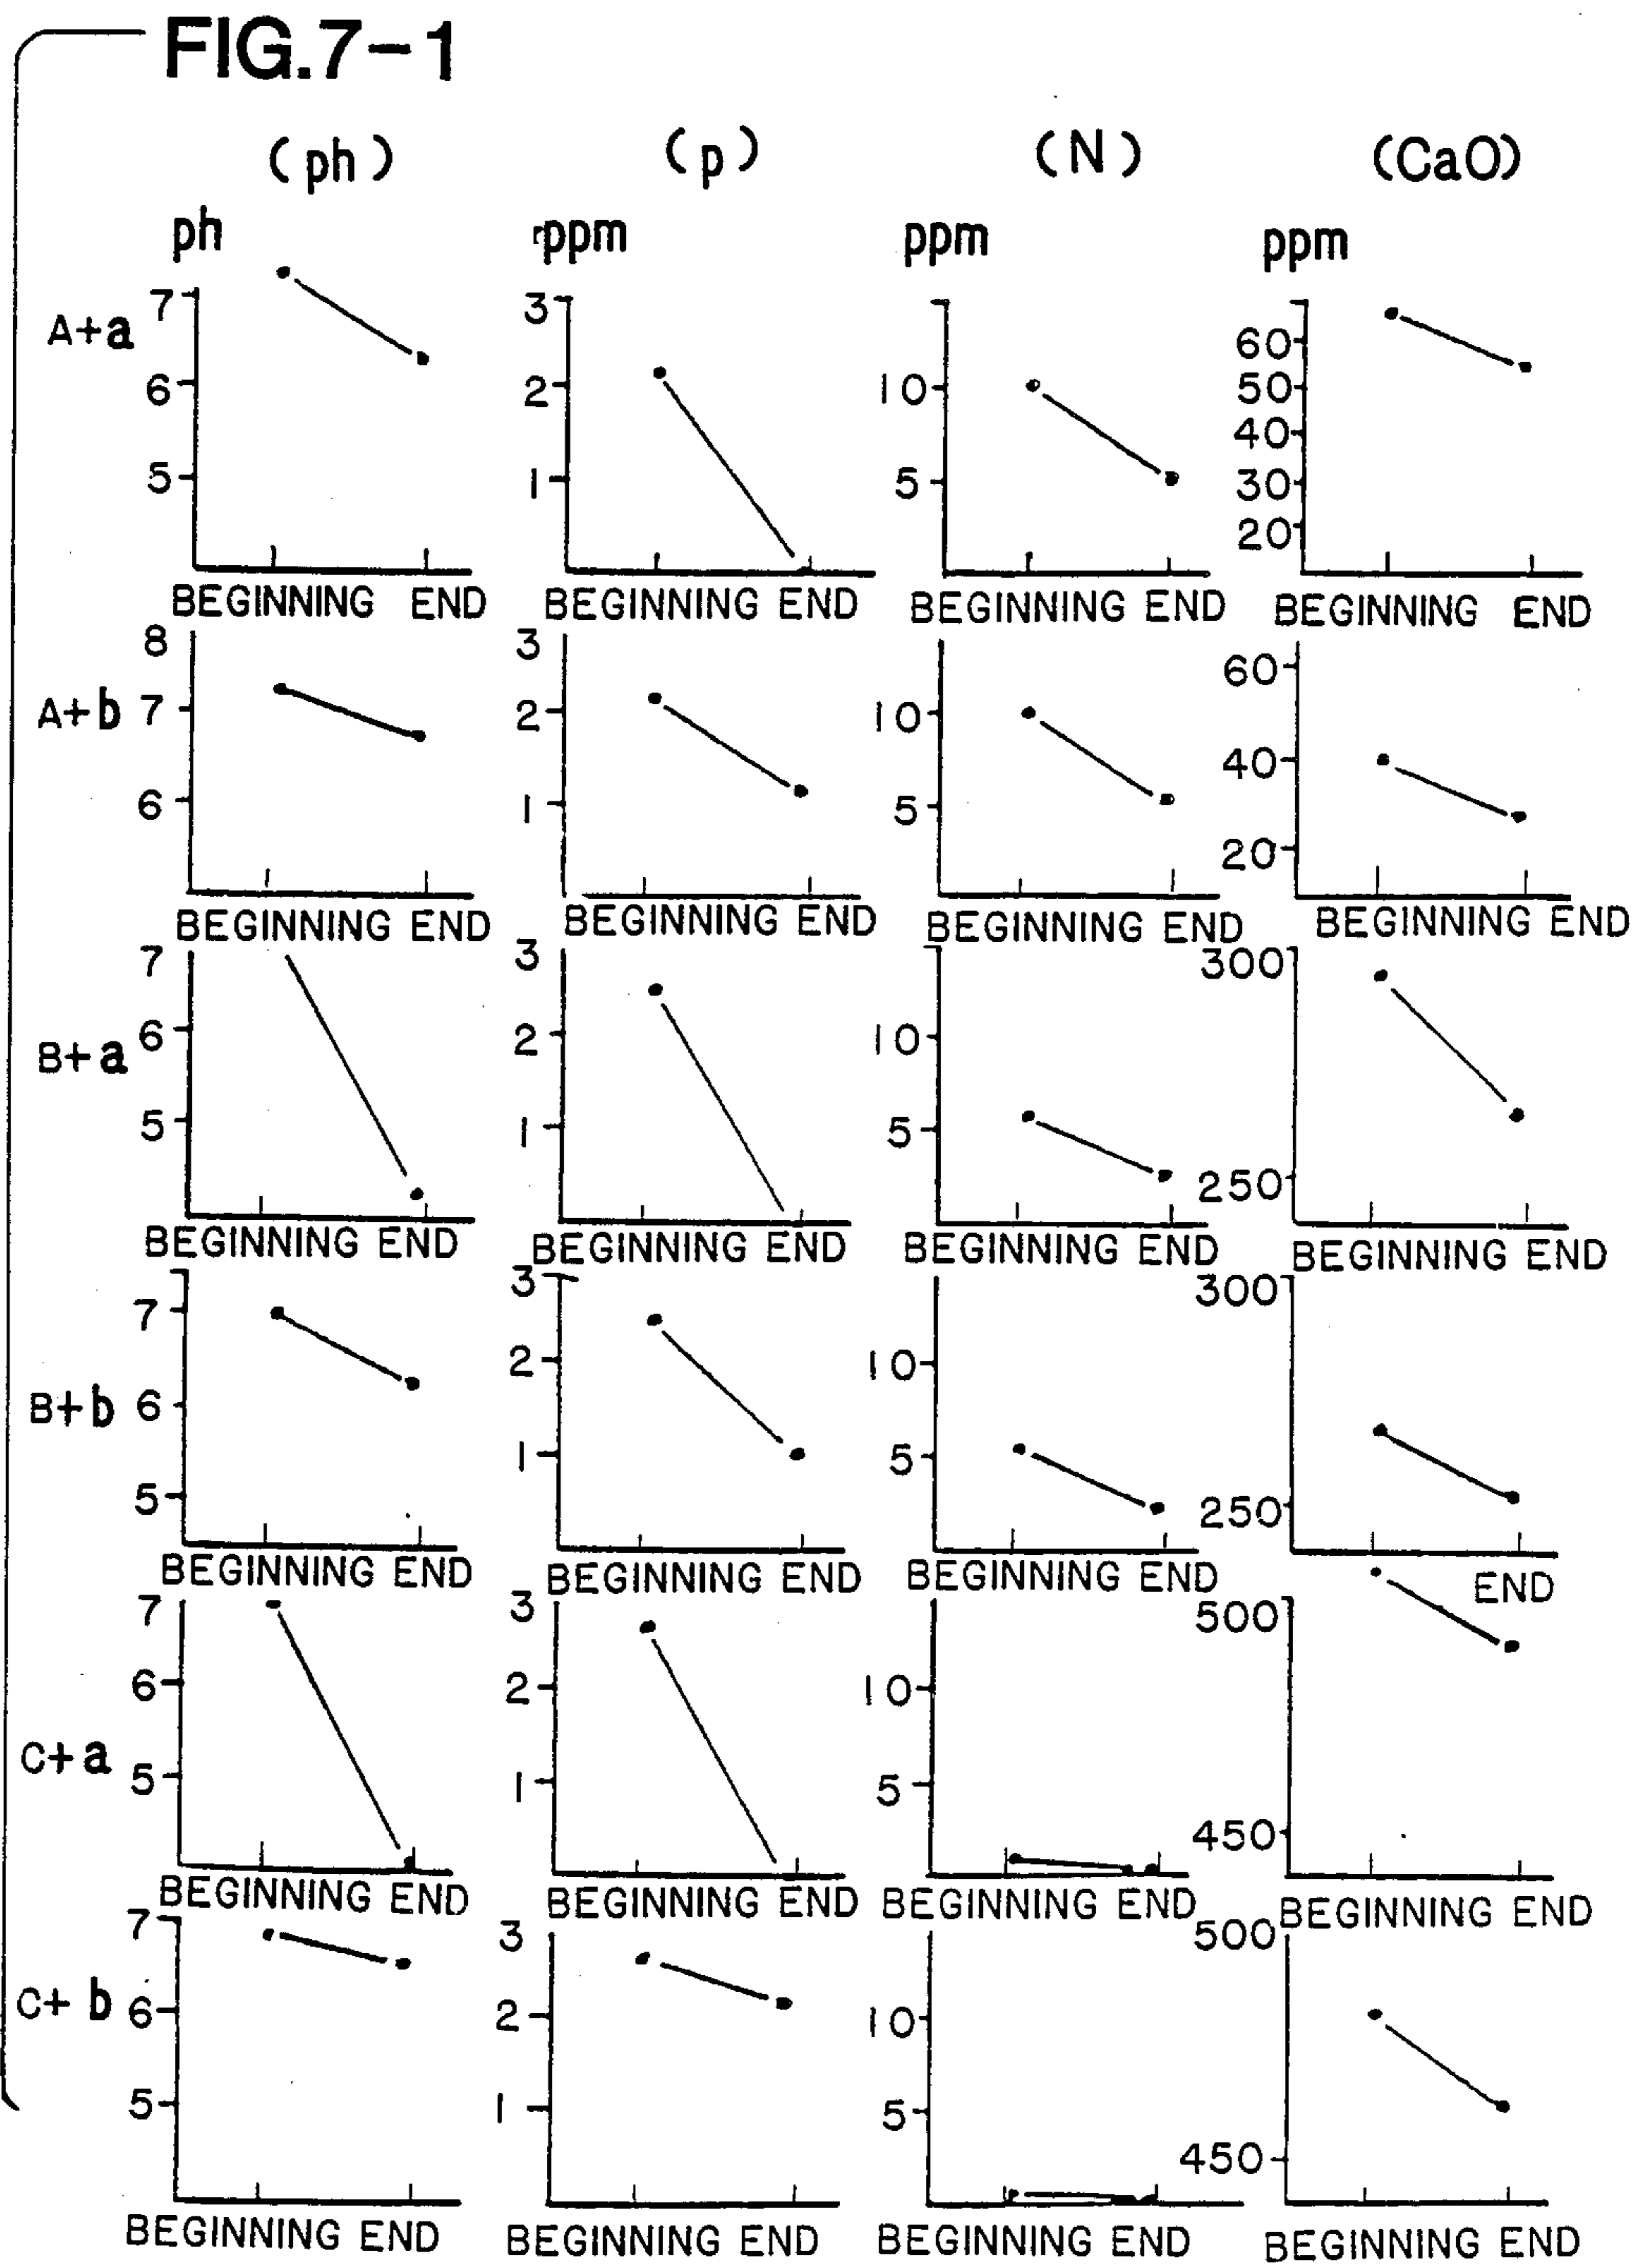 FIG.7-1
(ph) (p) (N) (CaO)
ph ppm ppm ppm
A+a
7 6 5
3 2 1
10 5
60 50 40 30 20
BEGINNING END BEGINNING END BEGINNING END BEGINNING END
A+b
8 7 6
3 2 1
10 5
60 40 20
BEGINNING END BEGINNING END BEGINNING END BEGINNING END
B+a
7 6 5
3 2 1
10 5
300 250
BEGINNING END BEGINNING END BEGINNING END BEGINNING END
B+b
7 6 5
3 2 1
10 5
300 250
BEGINNING END BEGINNING END BEGINNING END END
C+a
7 6 5
3 2 1
10 5
500 450
BEGINNING END BEGINNING END BEGINNING END BEGINNING END
C+b
7 6 5
3 2 1
10 5
500 450
BEGINNING END BEGINNING END BEGINNING END BEGINNING END